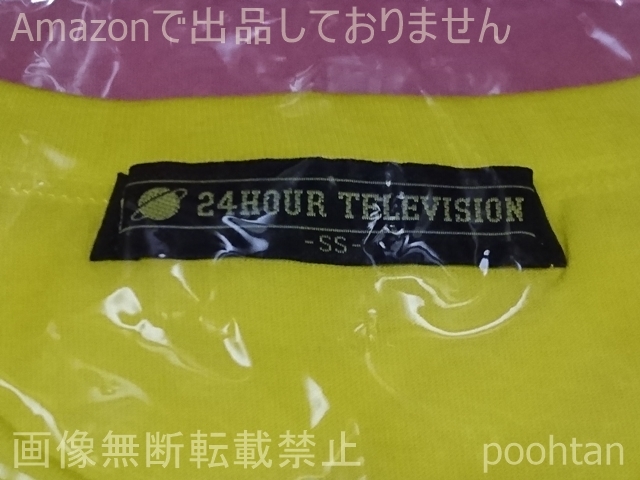 Amazonで出品しておりません
24HOUR TELEVISION
-SS-
画像無断転載禁止 poohtan